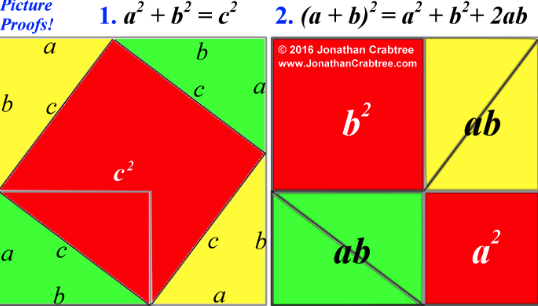 Picture
Proofs!
1. a² + b² = c²
2. (a + b)² = a² + b² + 2ab
a
b
b
c
c
a
c²
a
c
b
c
b
a
© 2016 Jonathan Crabtree
www.JonathanCrabtree.com
b²
ab
ab
a²